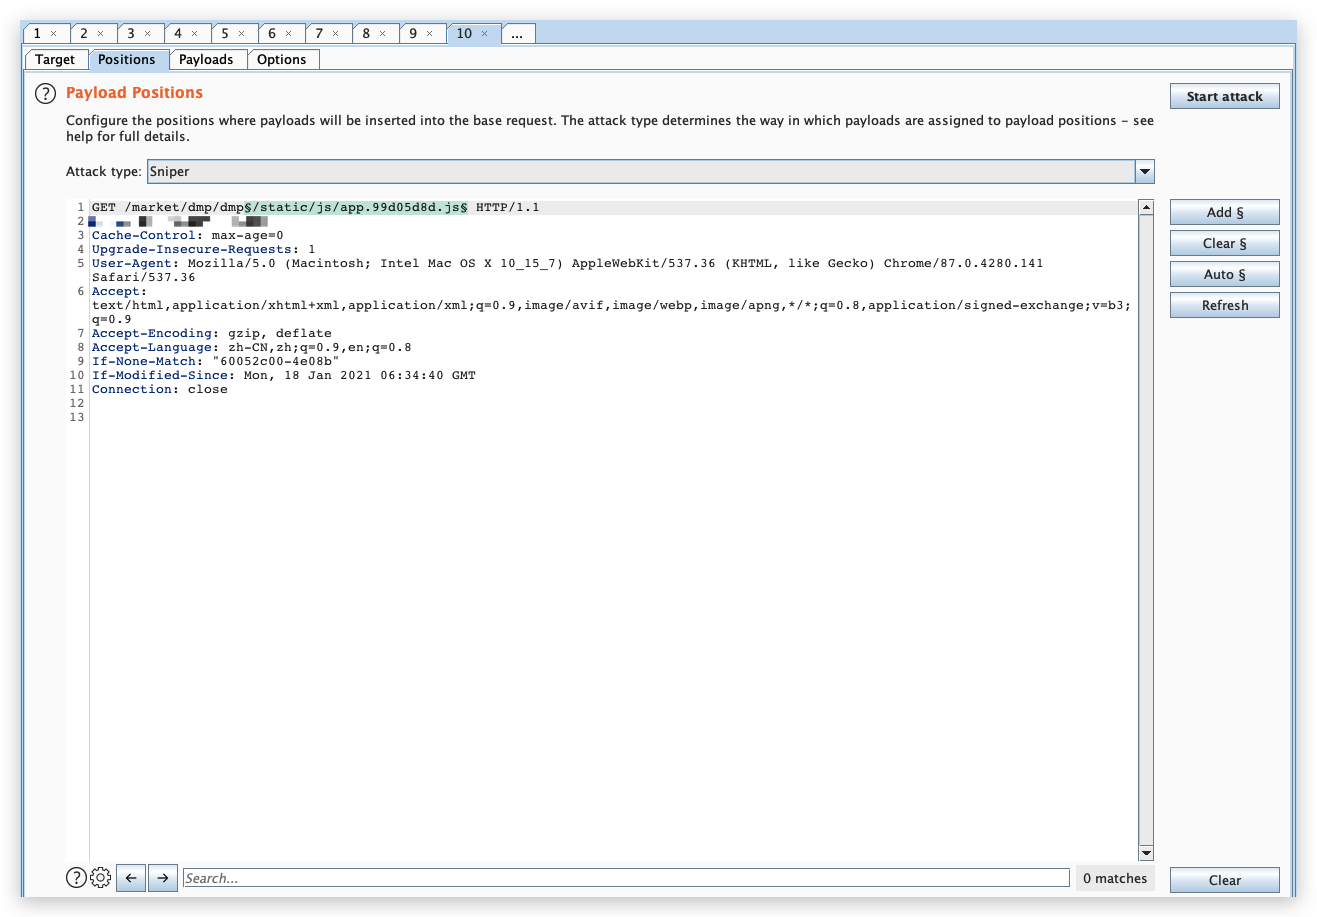 1 2 3 4 5 6 7 8 9 10 ...
Target Positions Payloads Options
? Payload Positions
Start attack
Configure the positions where payloads will be inserted into the base request. The attack type determines the way in which payloads are assigned to payload positions – see
help for full details.
Attack type: Sniper
1 GET /market/dmp/dmp§/static/js/app.99d05d8d.js§ HTTP/1.1
2
3 Cache-Control: max-age=0
4 Upgrade-Insecure-Requests: 1
5 User-Agent: Mozilla/5.0 (Macintosh; Intel Mac OS X 10_15_7) AppleWebKit/537.36 (KHTML, like Gecko) Chrome/87.0.4280.141
Safari/537.36
6 Accept:
text/html,application/xhtml+xml,application/xml;q=0.9,image/avif,image/webp,image/apng,*/*;q=0.8,application/signed-exchange;v=b3;
q=0.9
7 Accept-Encoding: gzip, deflate
8 Accept-Language: zh-CN,zh;q=0.9,en;q=0.8
9 If-None-Match: "60052c00-4e08b"
10 If-Modified-Since: Mon, 18 Jan 2021 06:34:40 GMT
11 Connection: close
12
13
Add §
Clear §
Auto §
Refresh
? Search... 0 matches
Clear